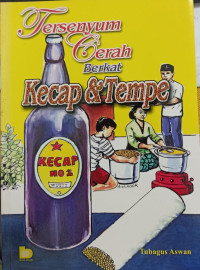 Tersenyum
Cerah
Berkat
Kecap & Tempe
KECAP
NO 1
Tubagus Aswan